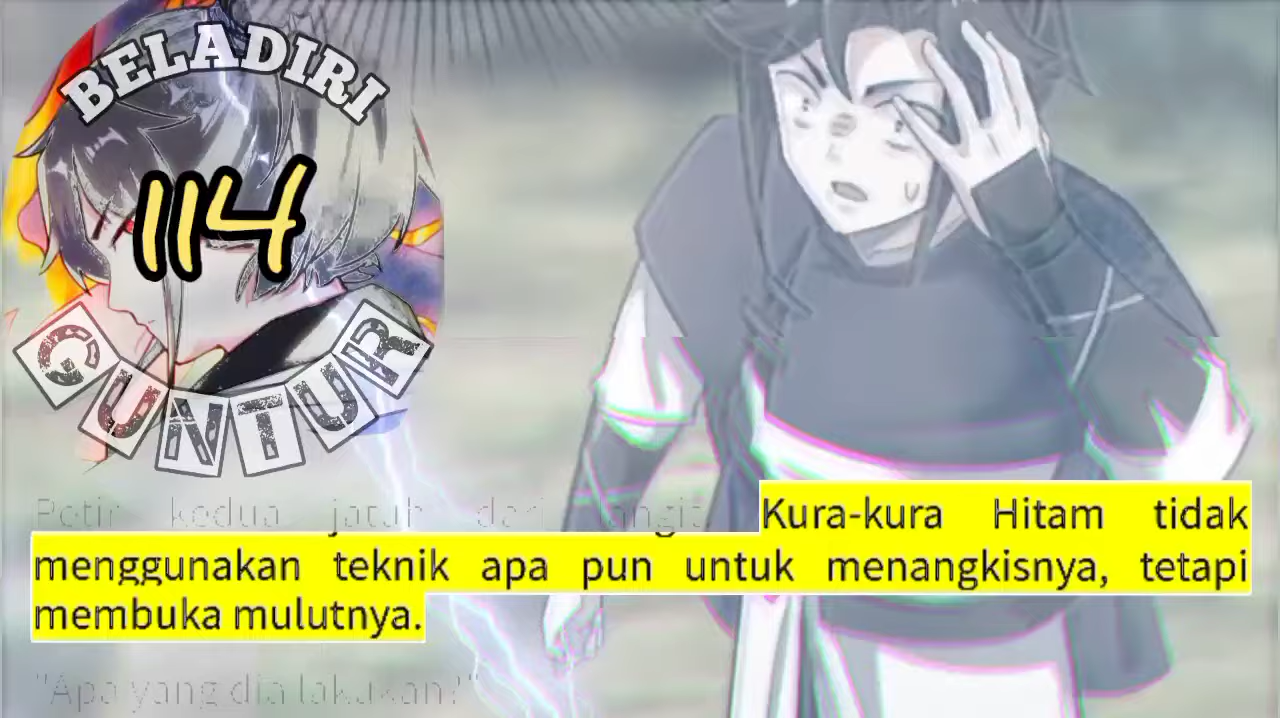 BELADIRI
114
GUNTUR
Petir kedua jatuh dari langit. Kura-kura Hitam tidak
menggunakan teknik apa pun untuk menangkisnya, tetapi
membuka mulutnya.
"Apa yang dia lakukan?"